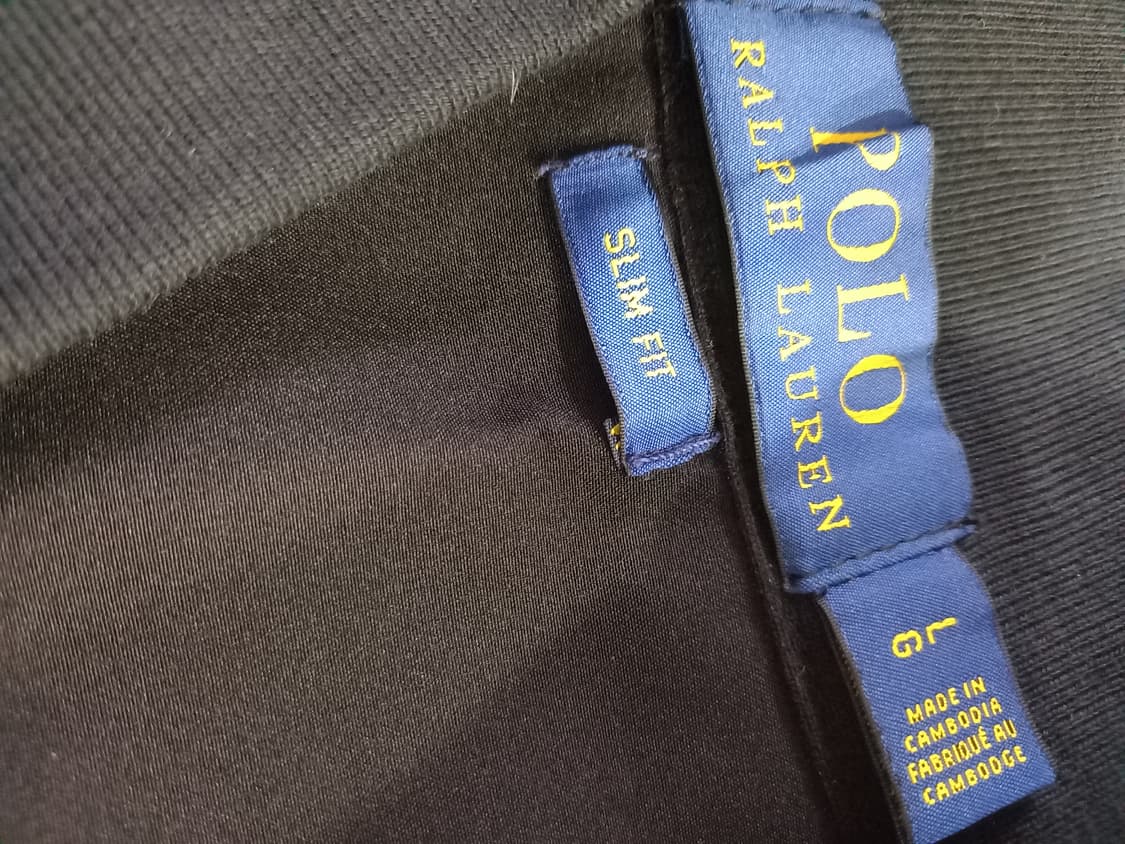 POLO
RALPH LAUREN
SLIM FIT
L
G
MADE IN
CAMBODIA
FABRIQUÉ AU
CAMBODGE